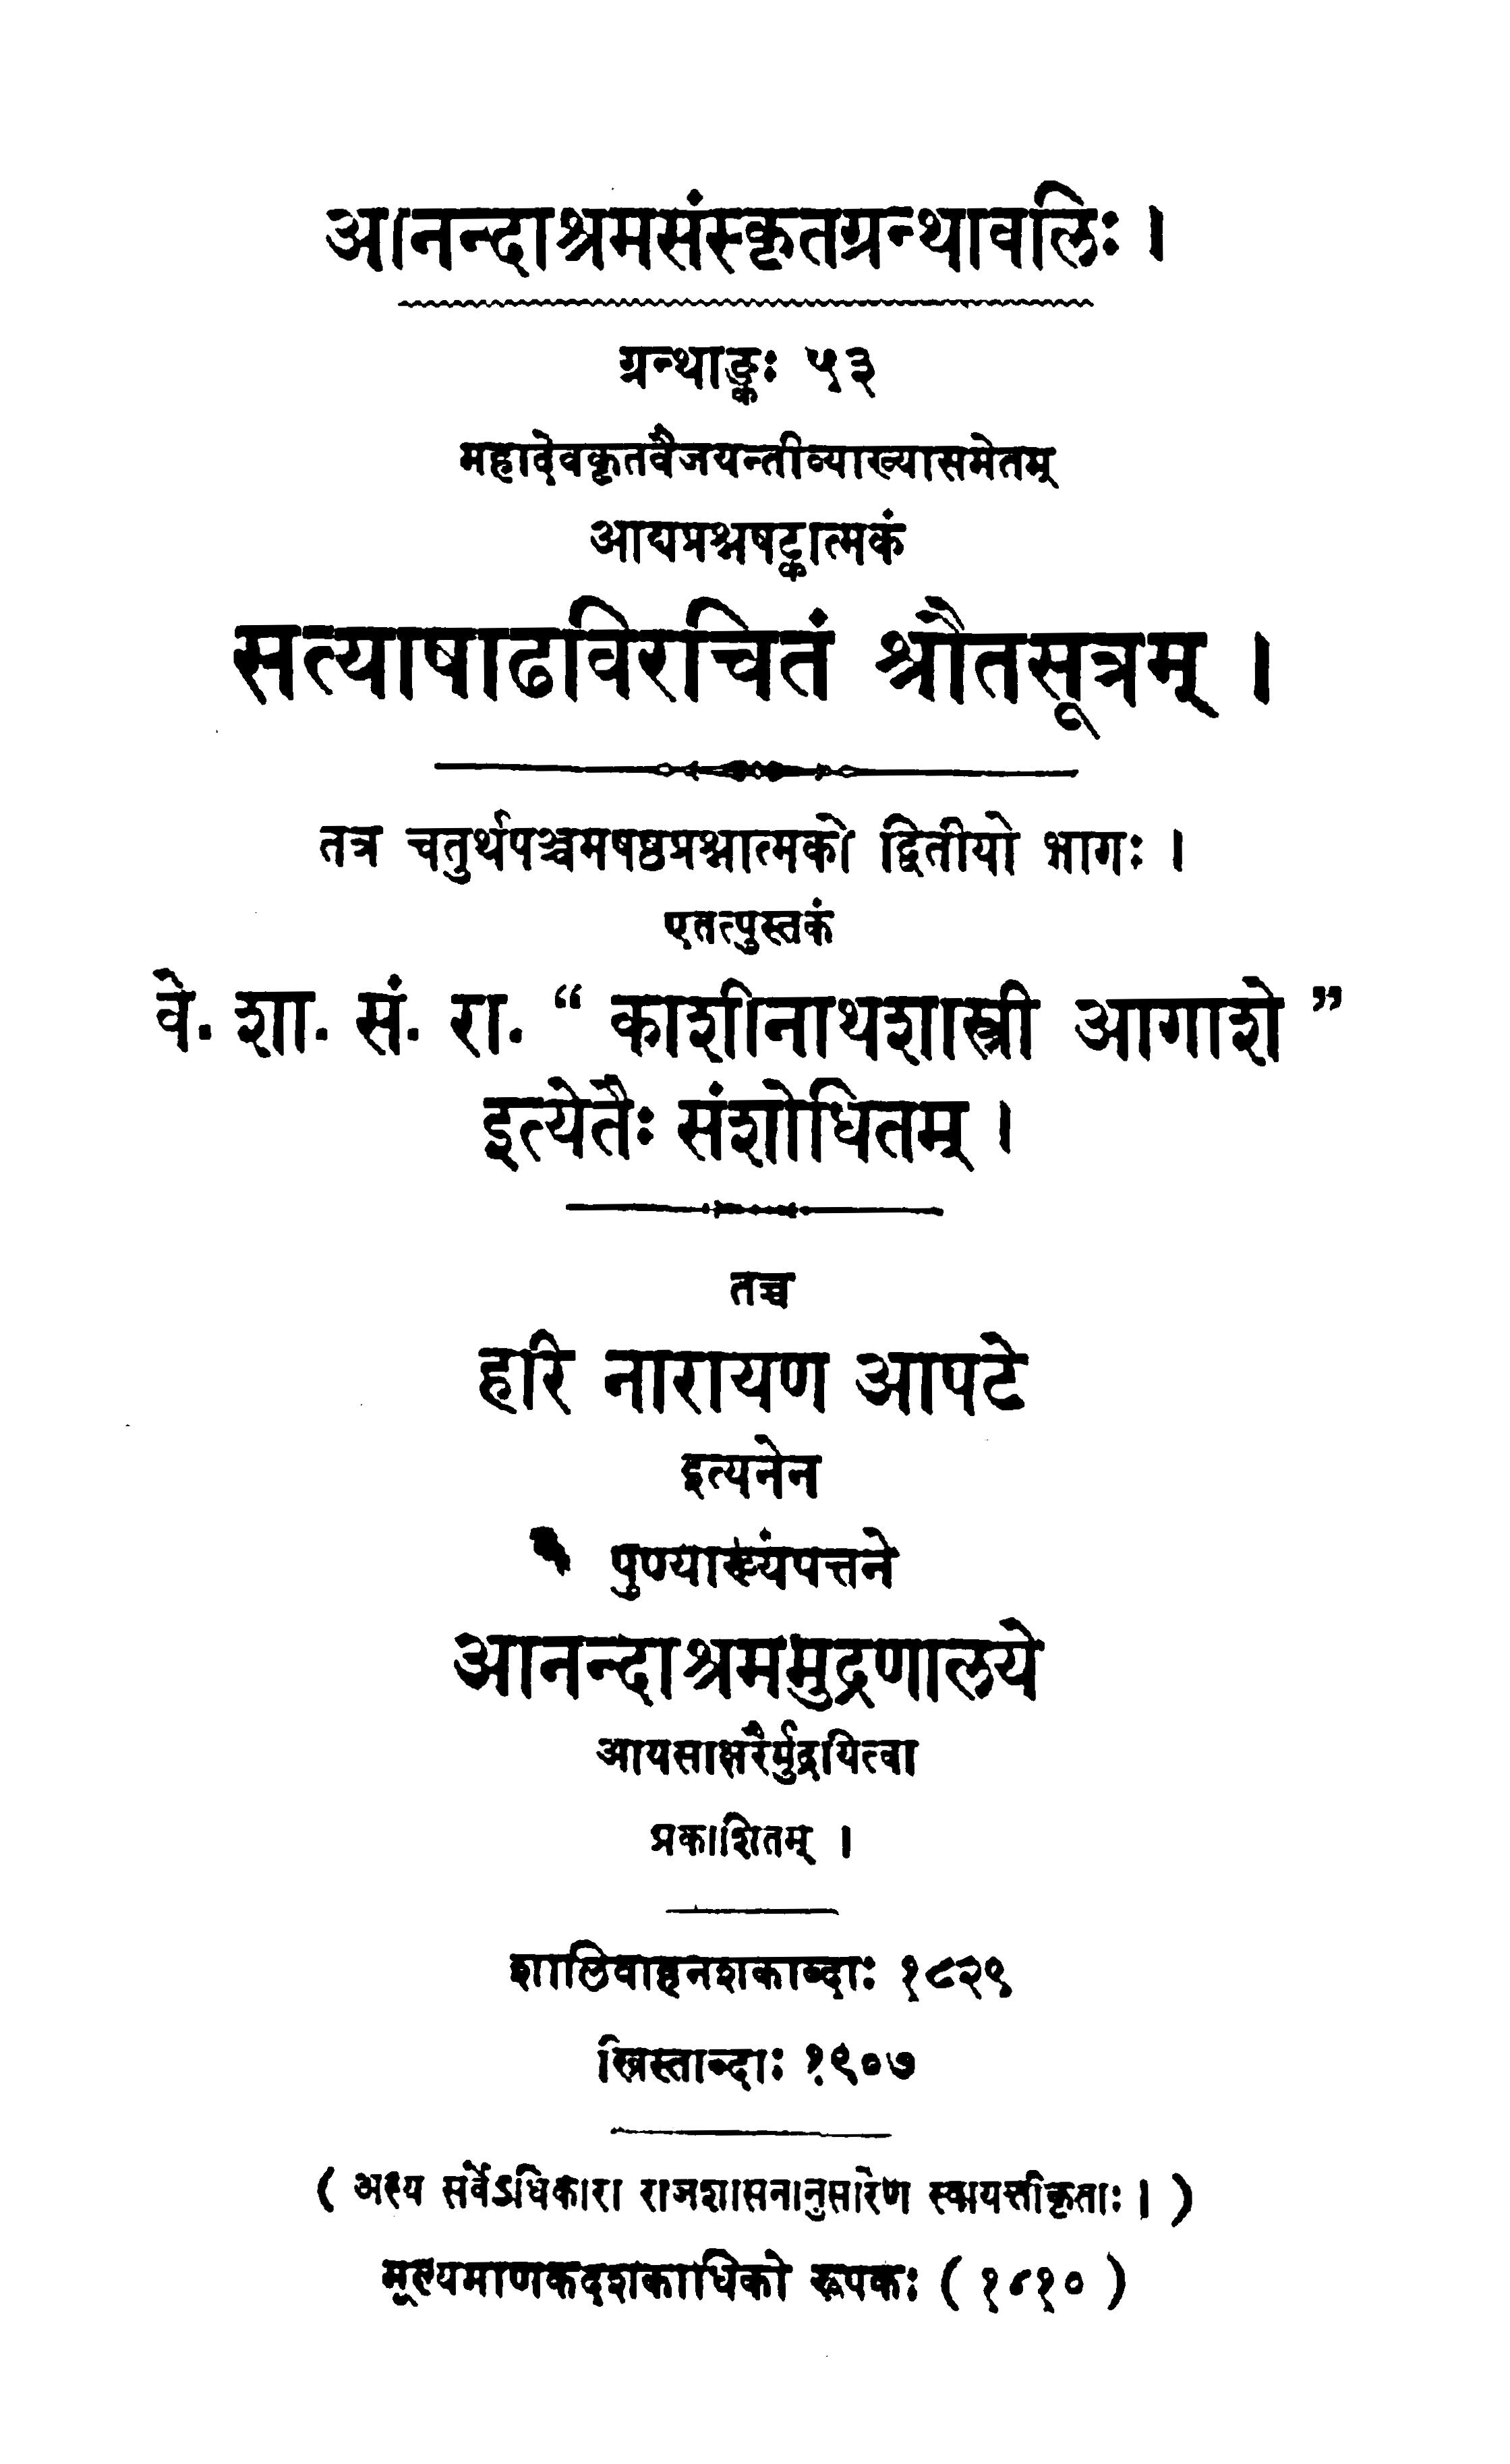 आनन्दाश्रमसंस्कृतग्रन्थावलिः ।
ग्रन्थाङ्कः ५३
महादेवकृतवैजयन्तीव्याख्यासमेतम्
आद्यप्रश्नषट्कात्मकं
सत्याषाढविरचितं श्रौतसूत्रम् ।
तत्र चतुर्थपञ्चमषष्ठप्रश्नात्मको द्वितीयो भागः ।
एतत्पुस्तकं
वे. शा. सं. रा. “ काशीनाथशास्त्री आगाशे ”
इत्येतैः संशोधितम् ।
तच्च
हरि नारायण आपटे
इत्यनेन
पुण्याख्यपत्तने
आनन्दाश्रममुद्रणालये
आयसाक्षरैर्मुद्रयित्वा
प्रकाशितम् ।
शालिवाहनशकाब्दाः १८२९
ख्रिस्ताब्दाः १९०७
( अस्य सर्वेऽधिकारा राजशासनानुसारेण स्वायत्तीकृताः । )
मूल्यमाणकदशकाधिको रूपकः ( १८१० )